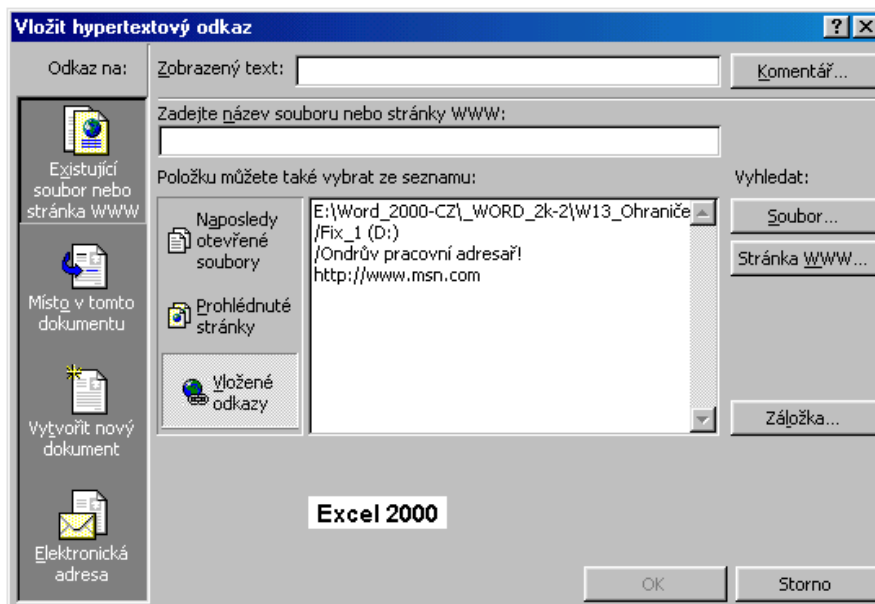 Vložit hypertextový odkaz
Odkaz na:
Zobrazený text:
Komentář...
Zadejte název souboru nebo stránky WWW:
Existující
soubor nebo
stránka WWW
Místo v tomto
dokumentu
Vytvořit nový
dokument
Elektronická
adresa
Položku můžete také vybrat ze seznamu:
Naposledy
otevřené
soubory
Prohlédnuté
stránky
Vložené
odkazy
E:\Word_2000-CZ\_WORD_2k-2\W13_Ohraniče
/Fix_1 (D:)
/Ondrův pracovní adresař!
http://www.msn.com
Vyhledat:
Soubor...
Stránka WWW...
Záložka...
Excel 2000
OK
Storno